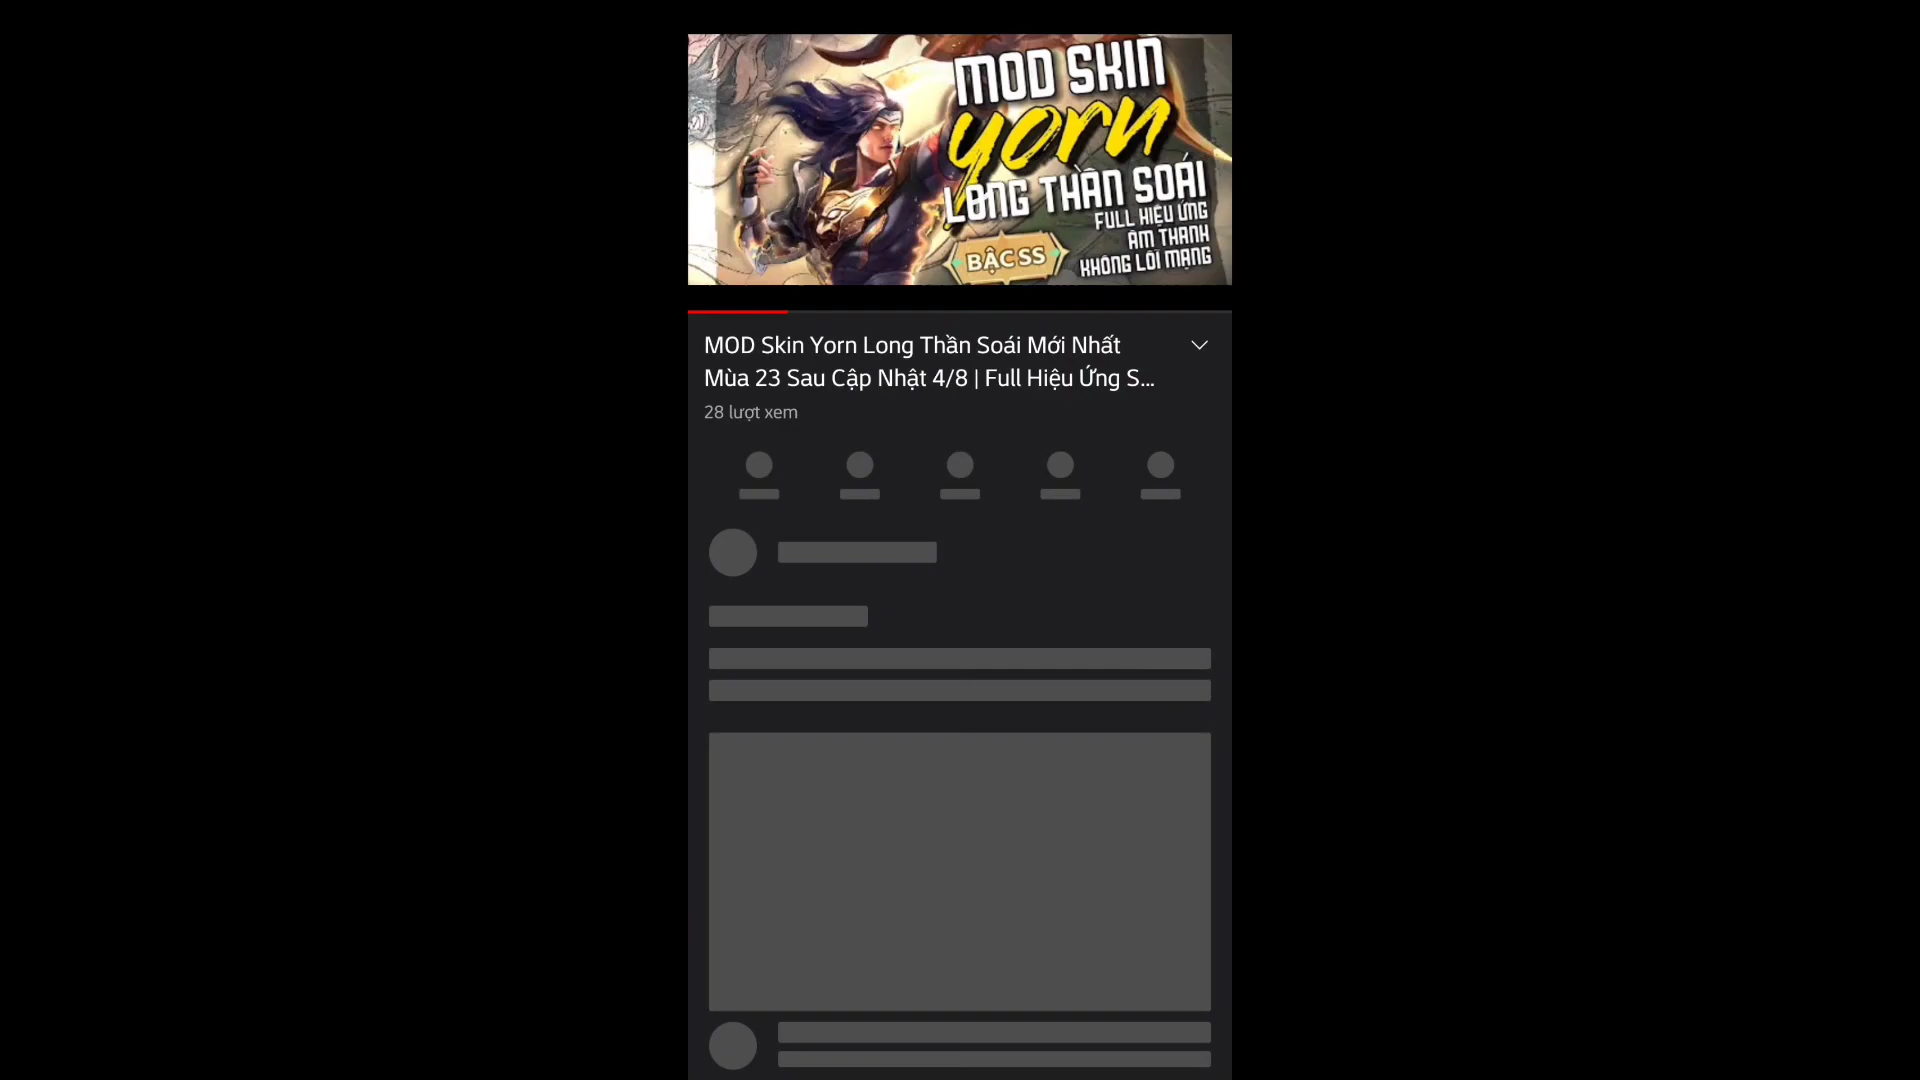 MOD SKIN
yorn
LONG THẦN SOÁI
FULL HIỆU ỨNG
ÂM THANH
KHÔNG LỖI MẠNG
BẬC SS
MOD Skin Yorn Long Thần Soái Mới Nhất
Mùa 23 Sau Cập Nhật 4/8 | Full Hiệu Ứng S...
28 lượt xem